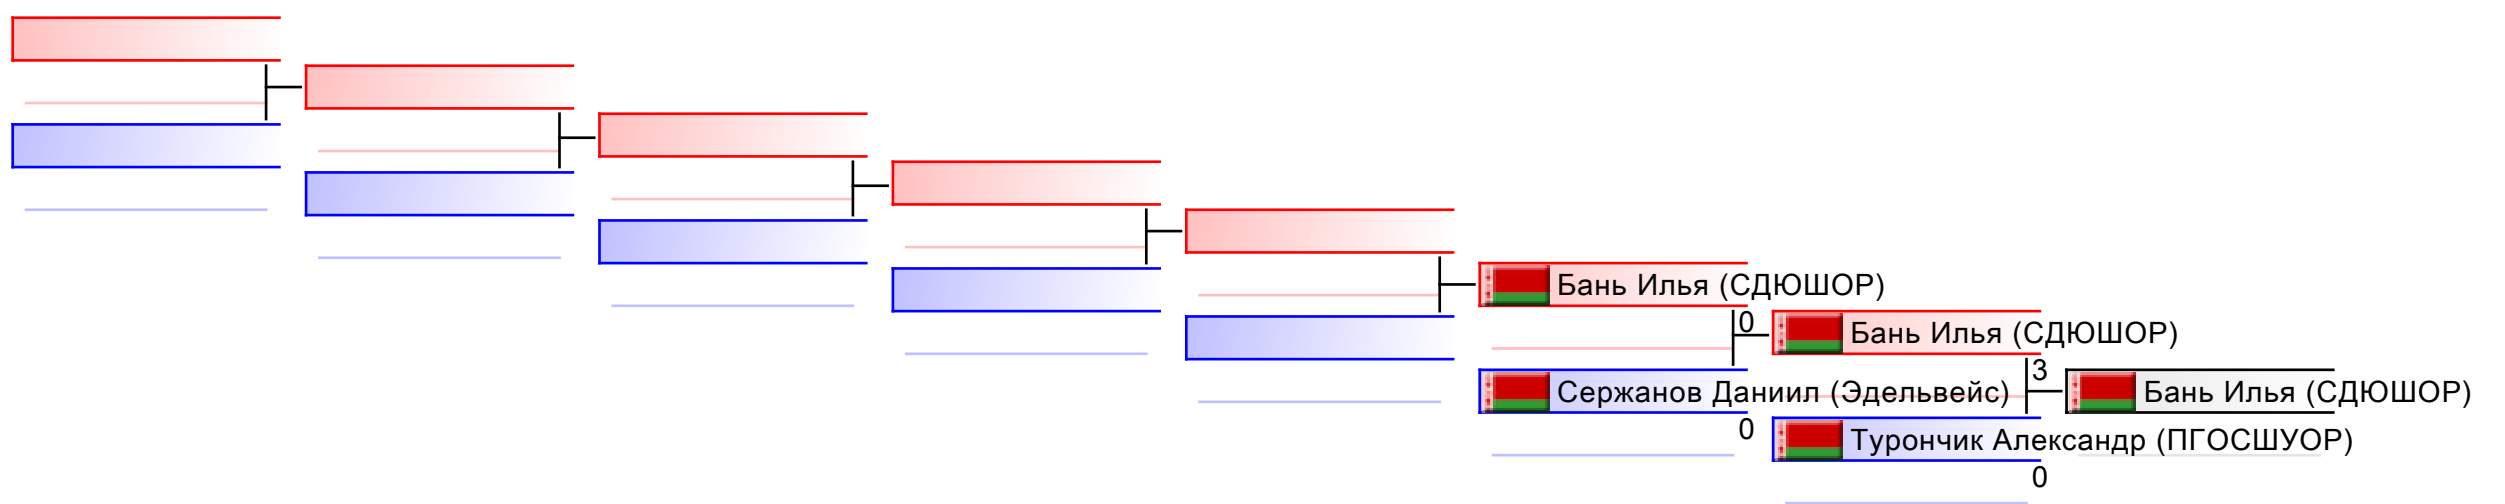 Бань Илья (СДЮШОР)
0
Бань Илья (СДЮШОР)
3
Сержанов Даниил (Эдельвейс)
Бань Илья (СДЮШОР)
0
Турончик Александр (ПГОСШУОР)
0